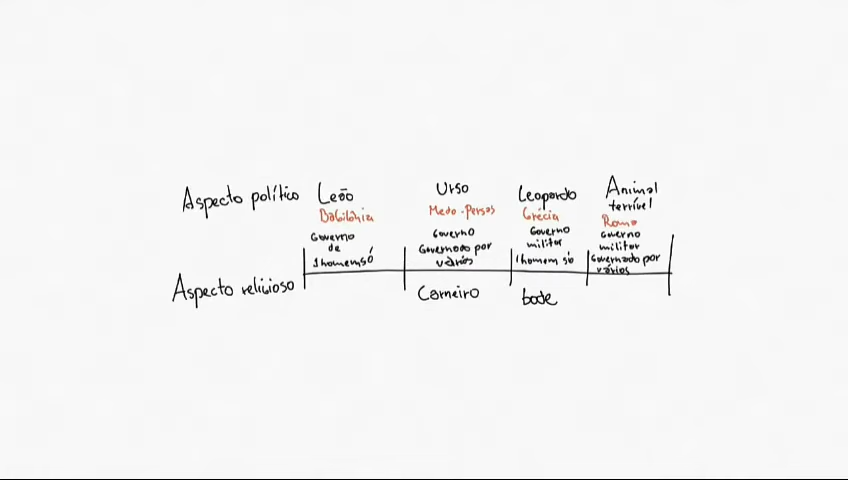 Aspecto político
Leão
Babilônia
Governo
de
1 homem só
Urso
Medo-Persas
Governo
Governado por
vários
Leopardo
Grécia
Governo
militar
1 homem só
Animal
terrível
Roma
Governo
militar
Governado por
vários
Aspecto religioso
Carneiro
bode